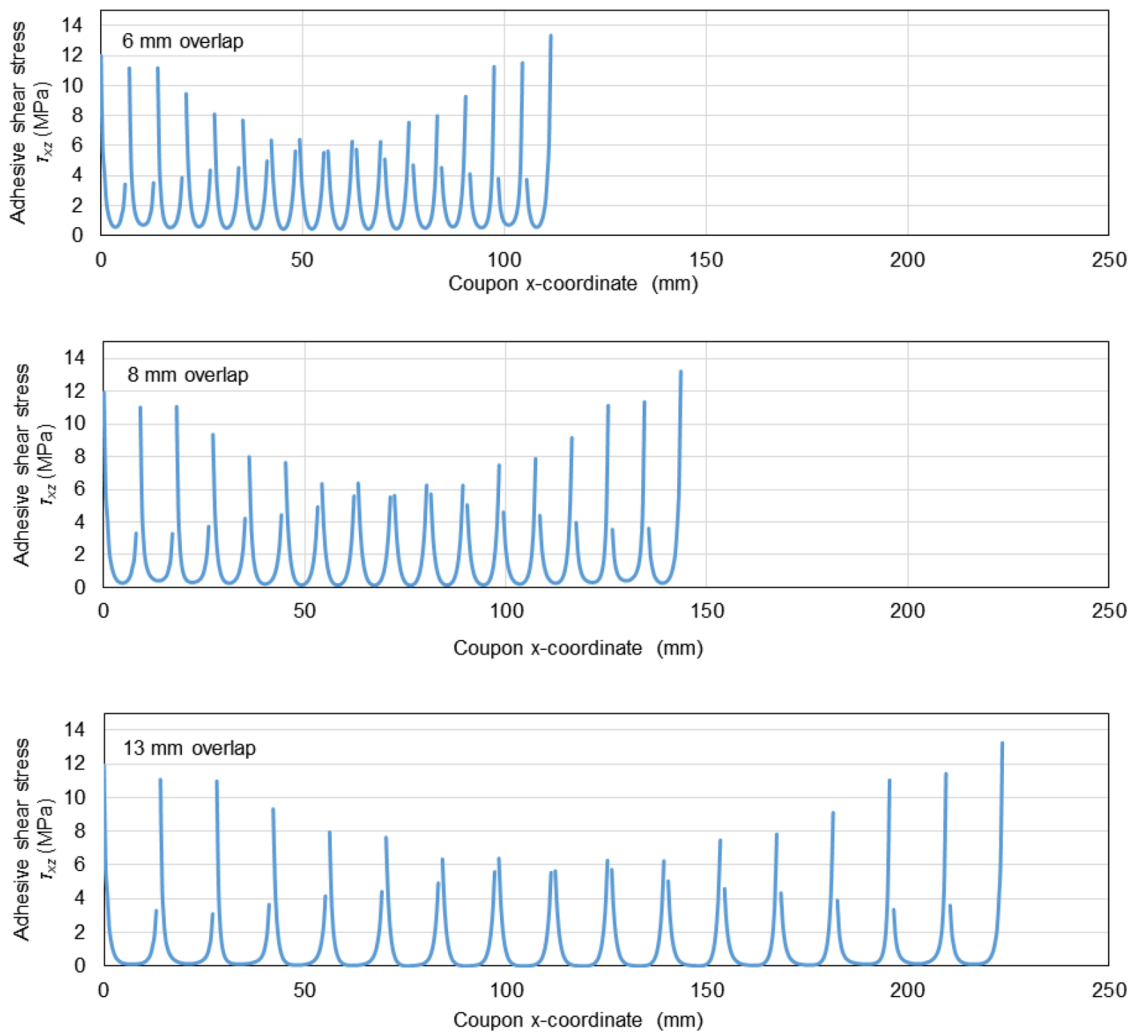 Adhesive shear stress
τxz (MPa)
14
12
10
8
6
4
2
0
6 mm overlap
0 50 100 150 200 250
Coupon x-coordinate (mm)
Adhesive shear stress
τxz (MPa)
14
12
10
8
6
4
2
0
8 mm overlap
0 50 100 150 200 250
Coupon x-coordinate (mm)
Adhesive shear stress
τxz (MPa)
14
12
10
8
6
4
2
0
13 mm overlap
0 50 100 150 200 250
Coupon x-coordinate (mm)